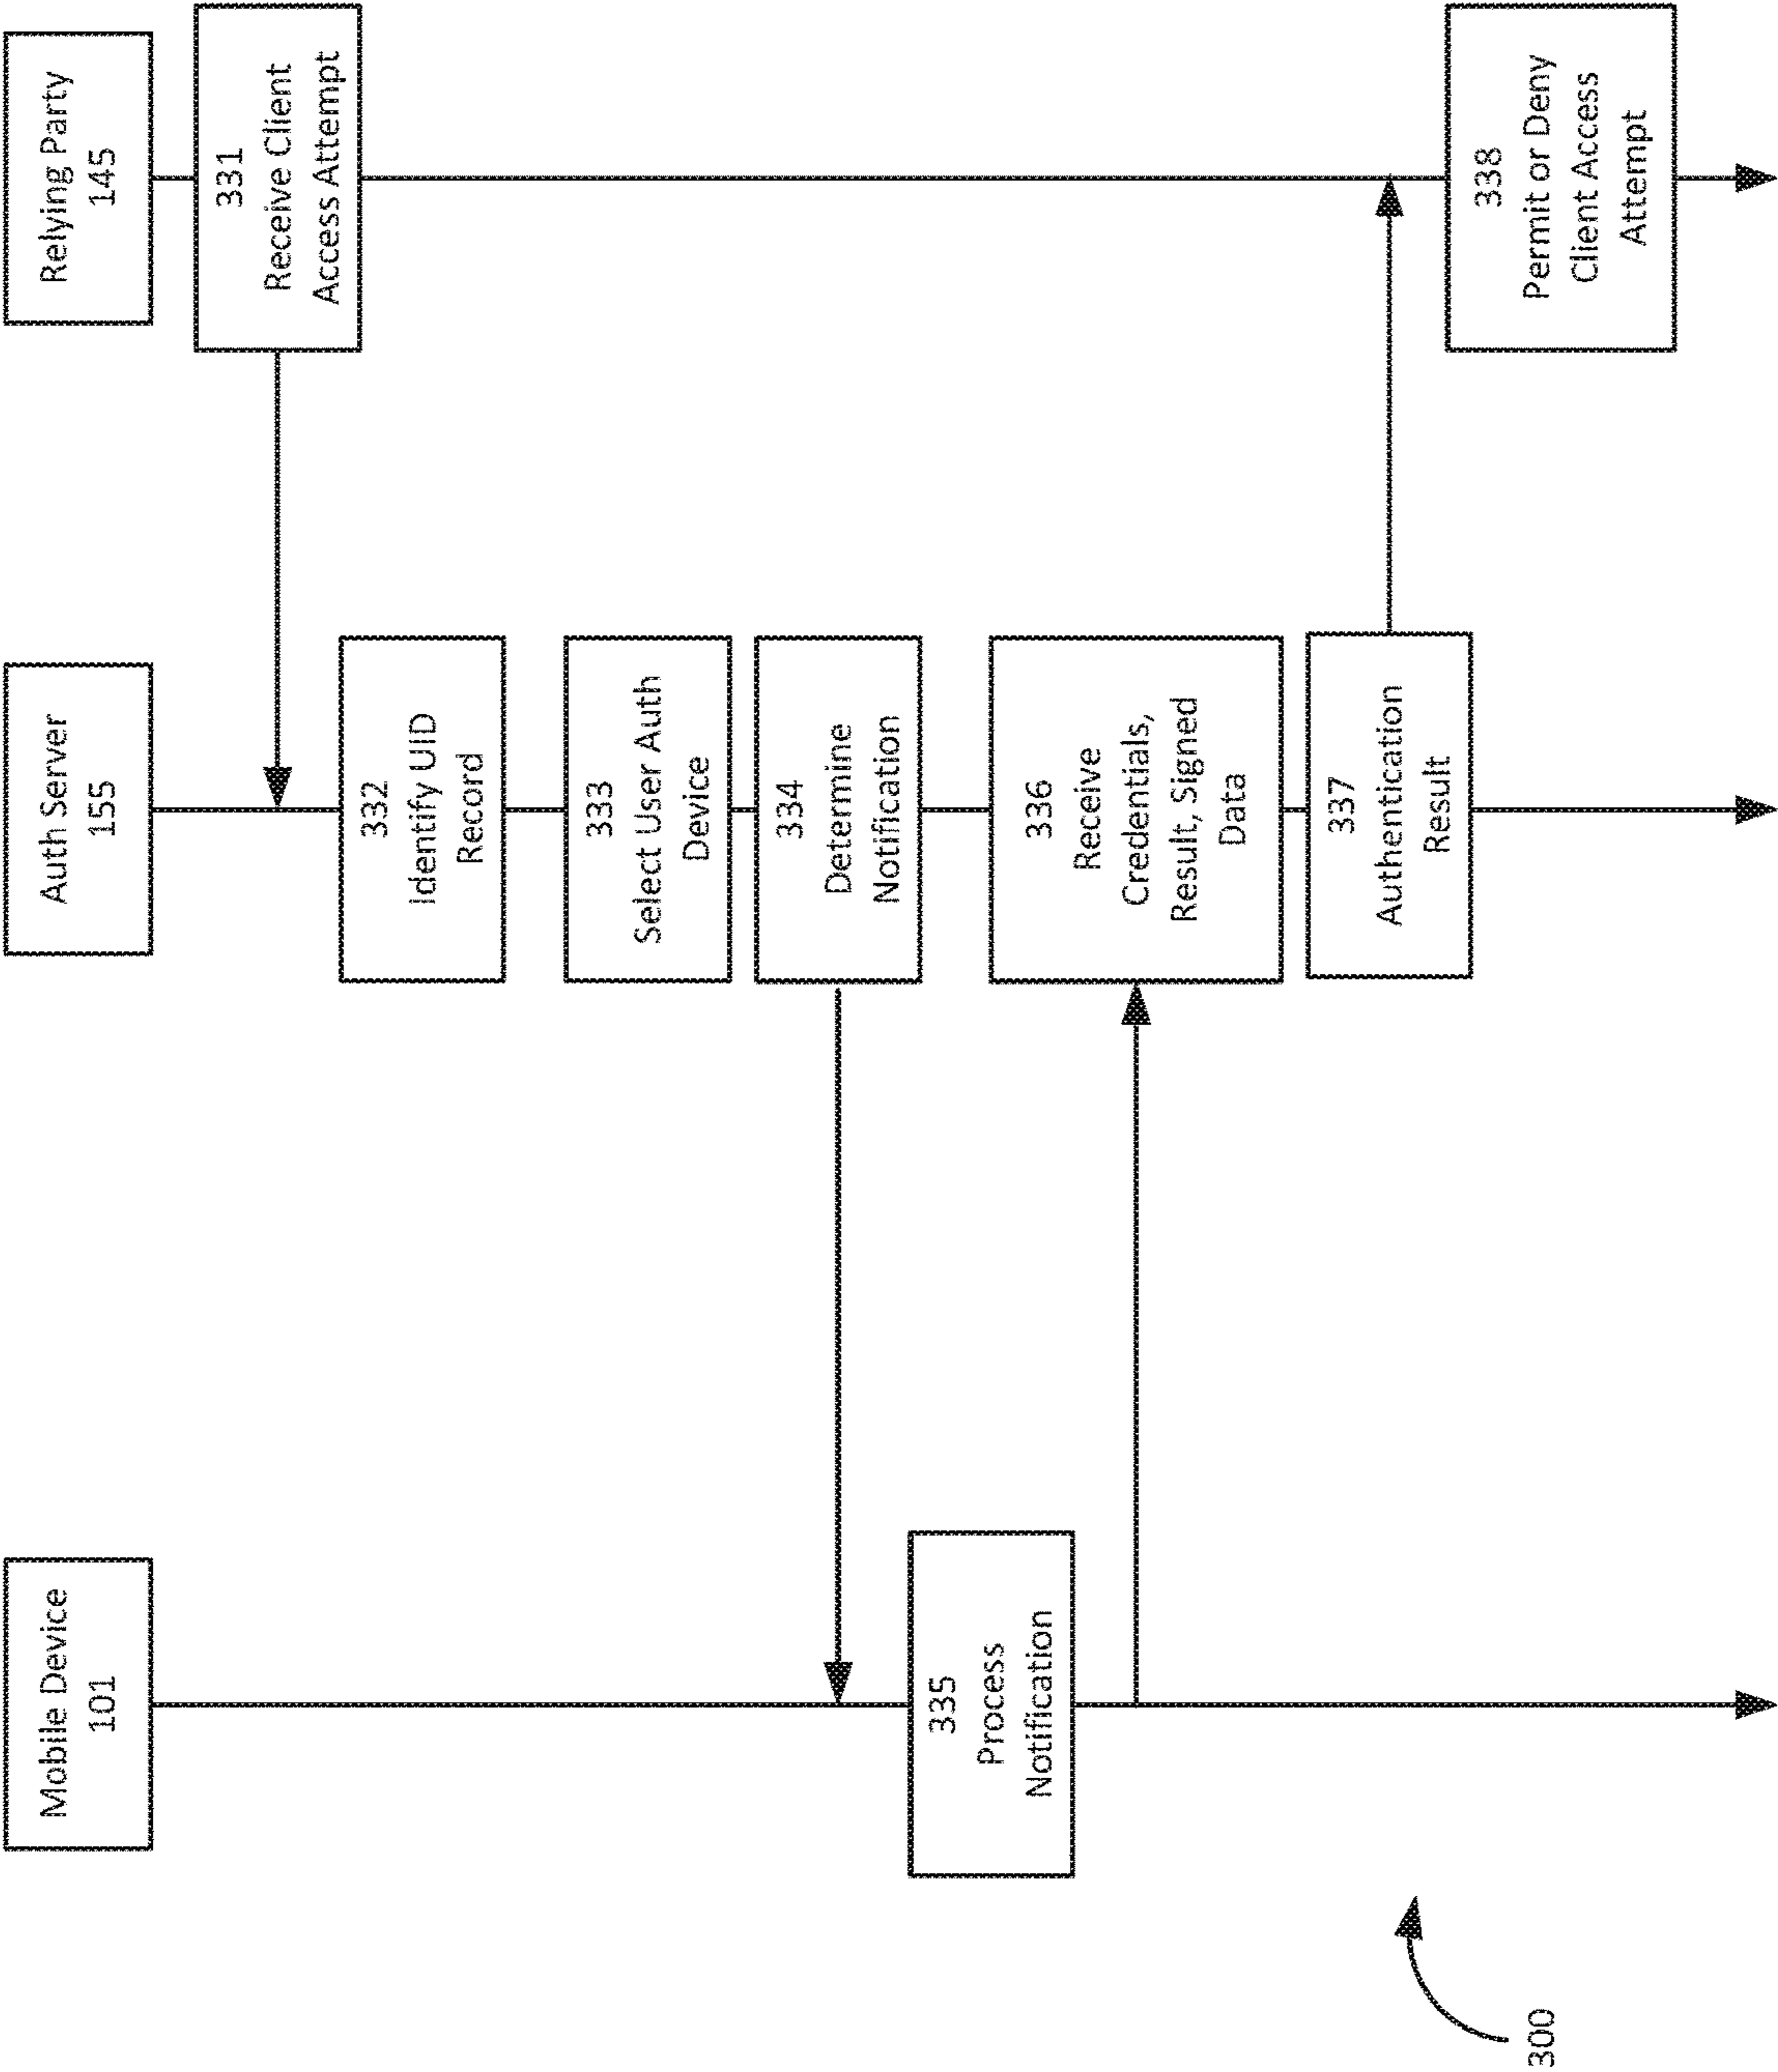 Mobile Device
101
Auth Server
155
Relying Party
145
331
Receive Client
Access Attempt
332
Identify UID
Record
333
Select User Auth
Device
334
Determine
Notification
335
Process
Notification
336
Receive
Credentials,
Result, Signed
Data
337
Authentication
Result
338
Permit or Deny
Client Access
Attempt
300